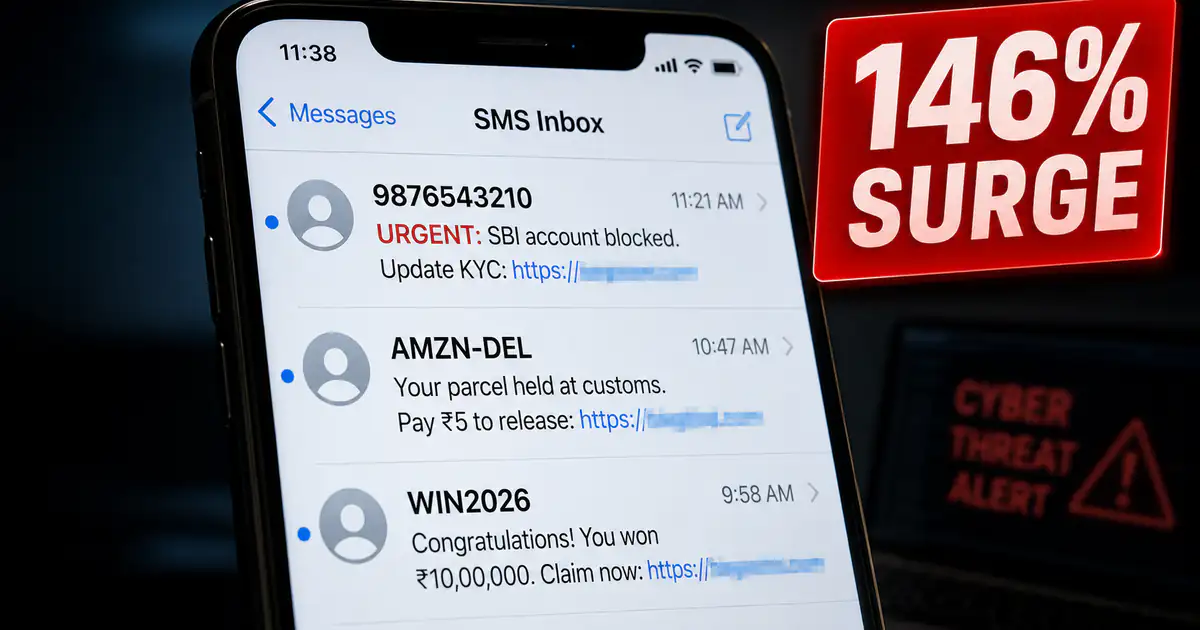 11:38
Messages
SMS Inbox
9876543210
11:21 AM
URGENT: SBI account blocked.
Update KYC: https://
AMZN-DEL
10:47 AM
Your parcel held at customs.
Pay ₹5 to release: https://
WIN2026
9:58 AM
Congratulations! You won
₹10,00,000. Claim now: https://
146%
SURGE
CYBER
THREAT
ALERT